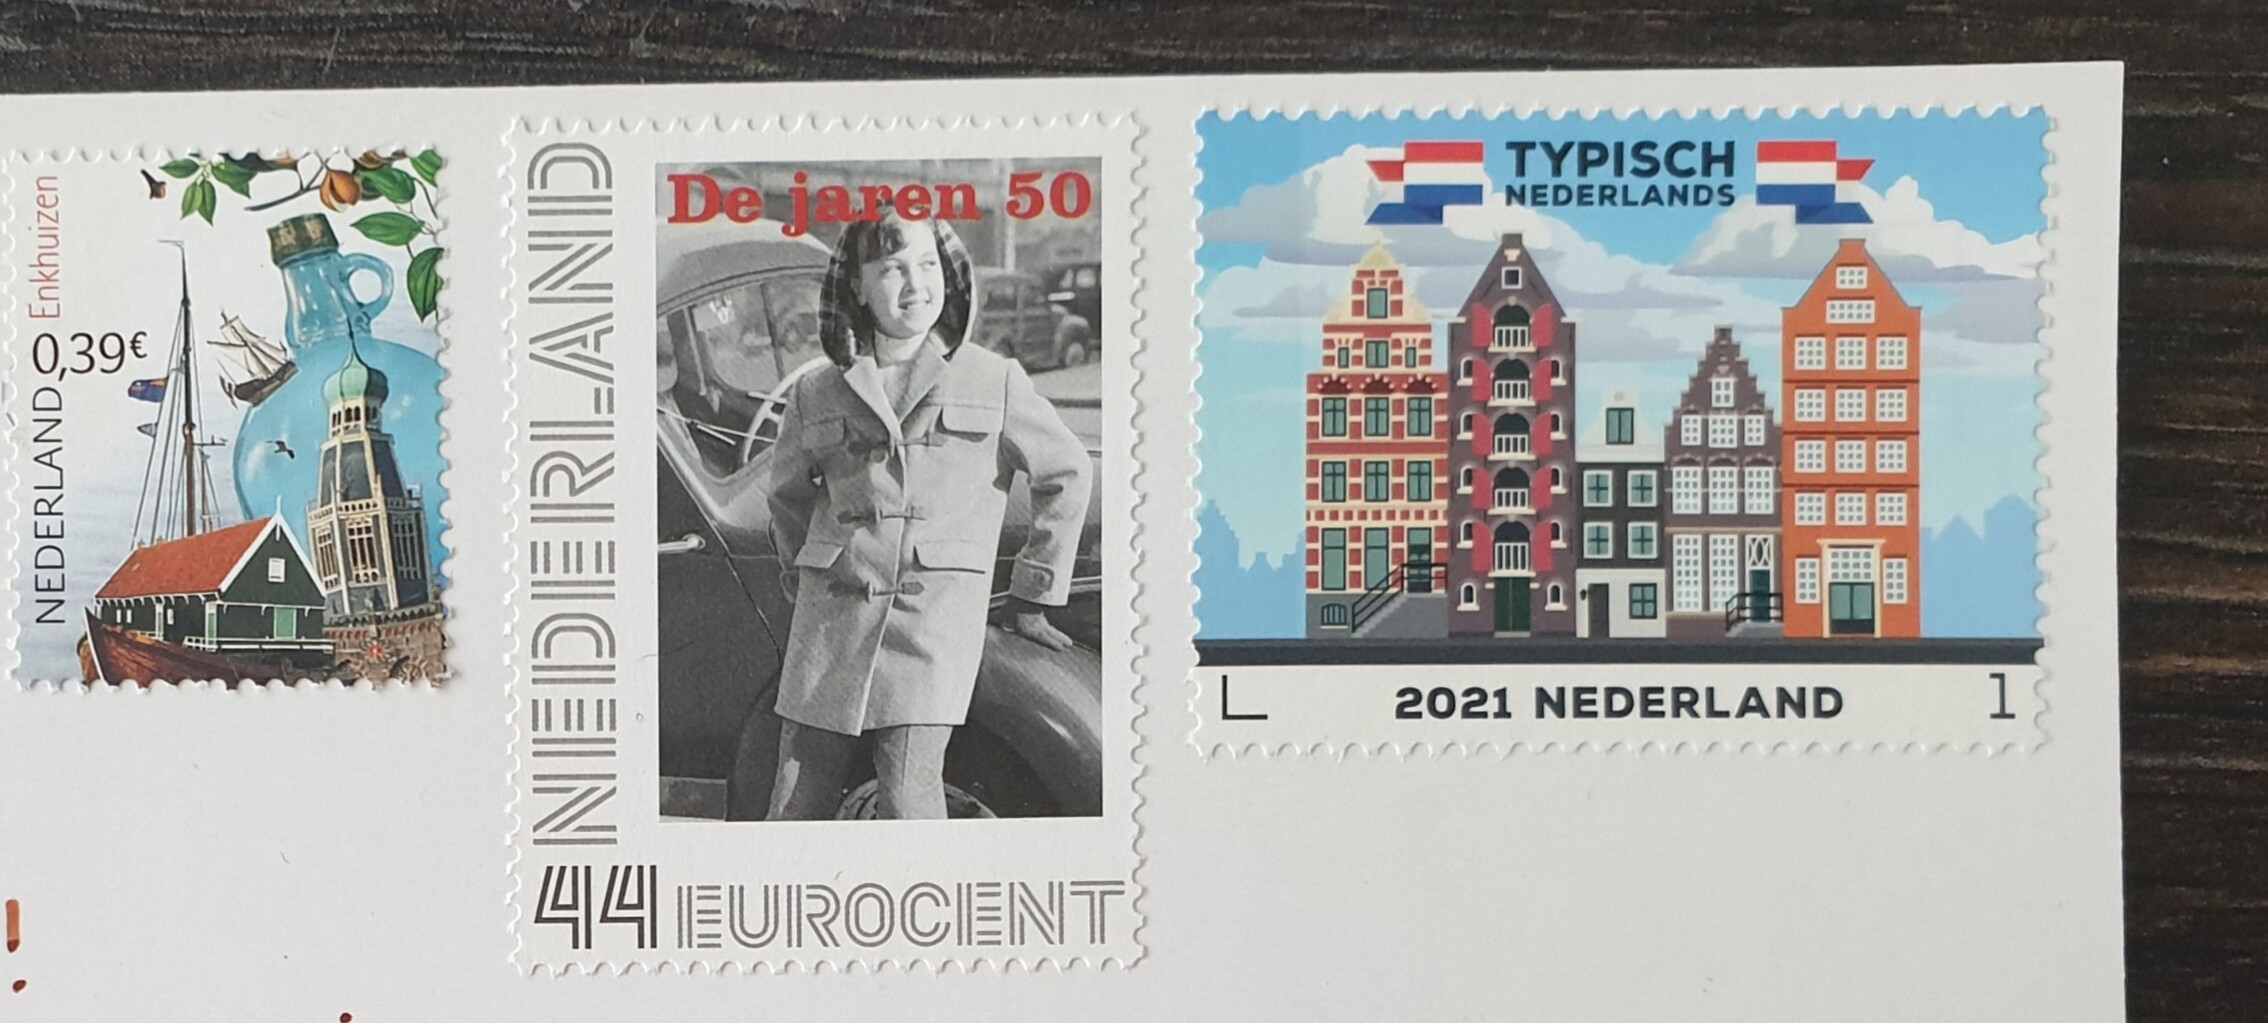 Enkhuizen
0,39€
NEDERLAND
NEDERLAND
De jaren 50
44 EUROCENT
TYPISCH
NEDERLANDS
L 2021 NEDERLAND 1